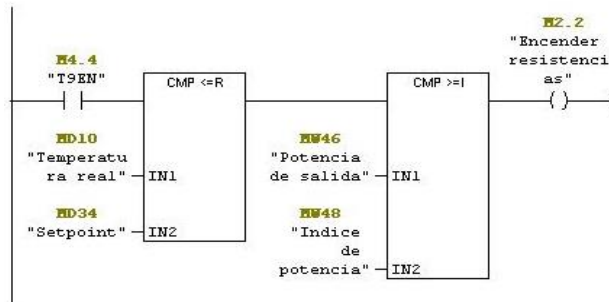 M2.2
"Encender
resistenci
as"
M4.4
"T9EN"
CMP <=R
CMP >=I
MD10
"Temperatu
ra real"
IN1
MW46
"Potencia
de salida"
IN1
MD34
"Setpoint"
IN2
MW48
"Indice
de
potencia"
IN2